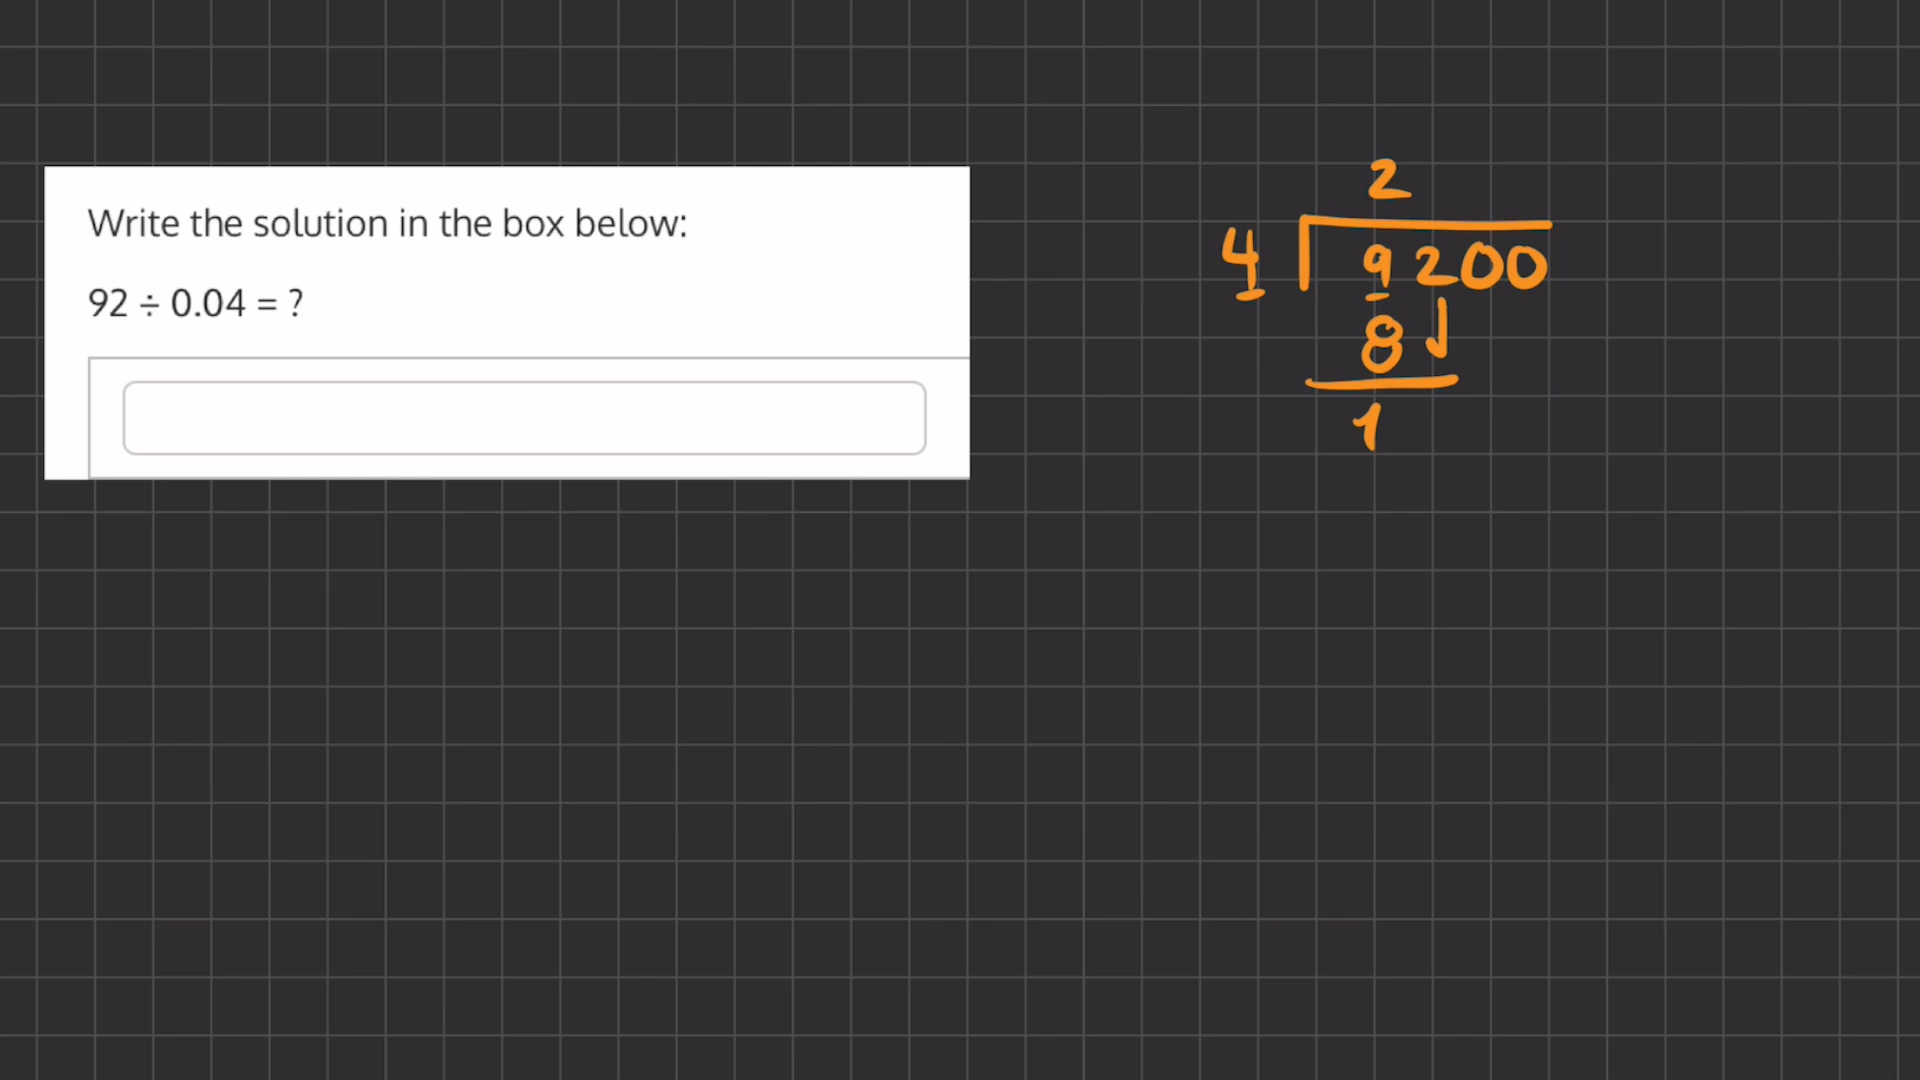 Write the solution in the box below:
92 ÷ 0.04 = ?
2
4 9200
8
1